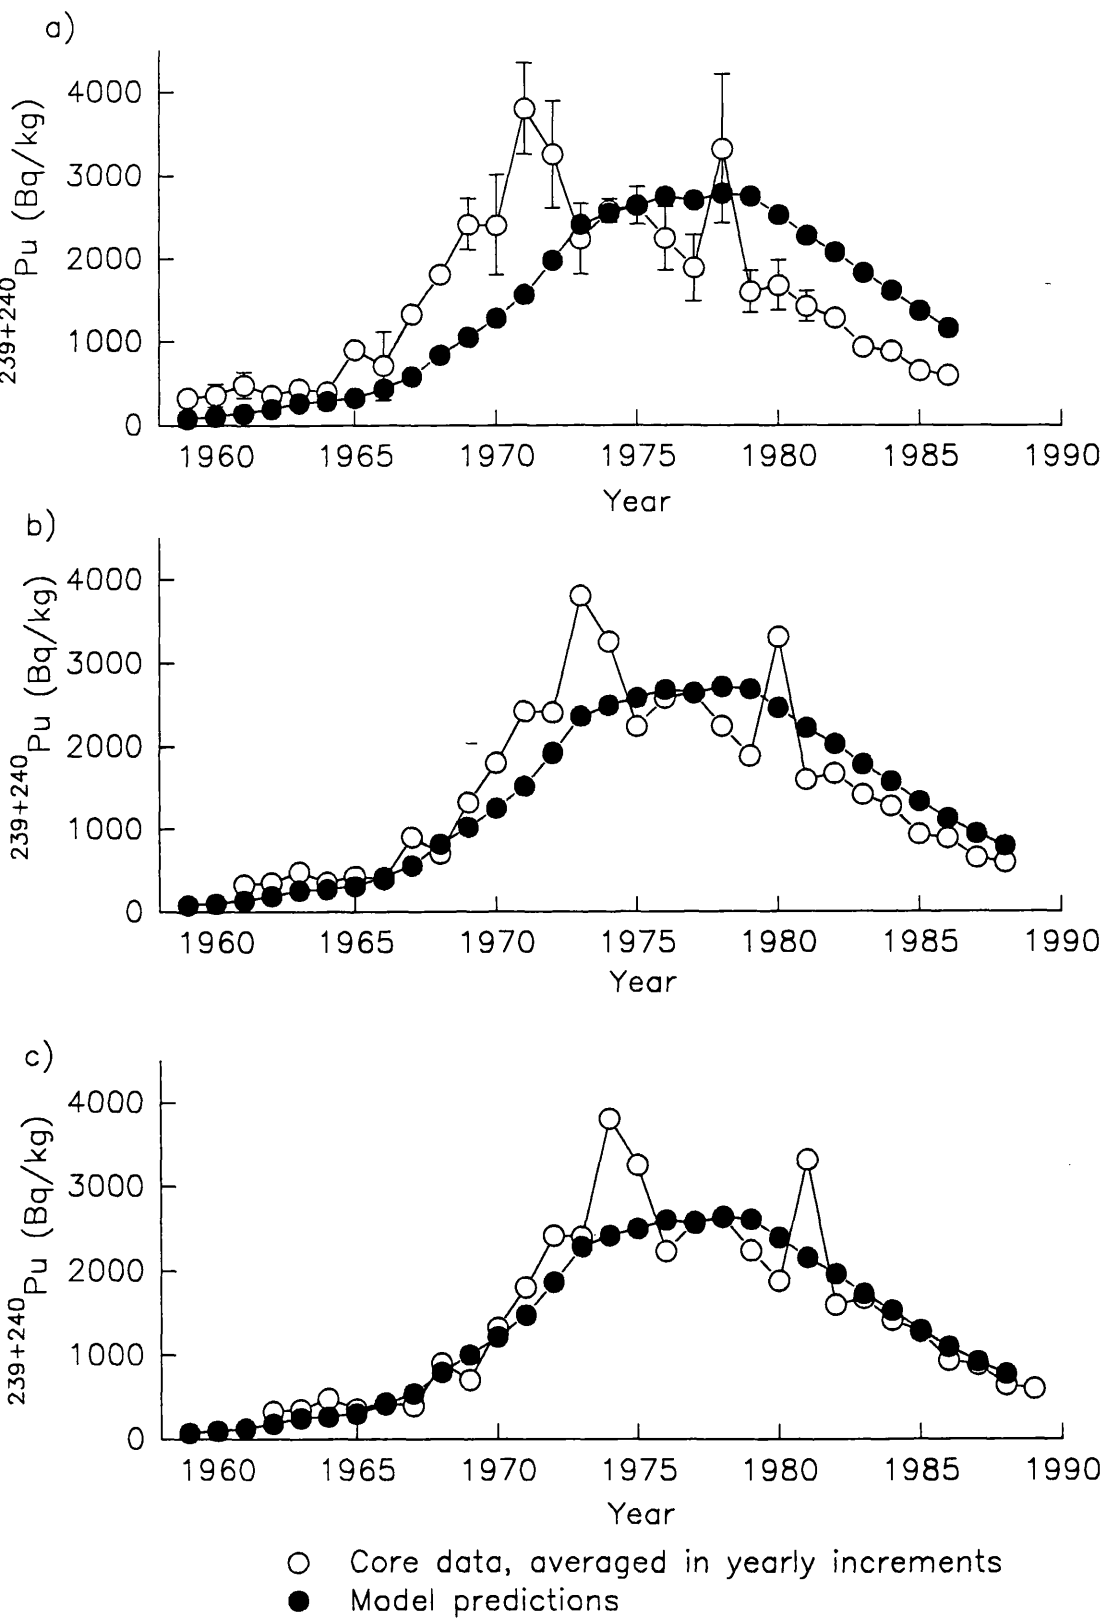 a)
239+240Pu (Bq/kg)
4000
3000
2000
1000
0
1960 1965 1970 1975 1980 1985 1990
Year
b)
239+240Pu (Bq/kg)
4000
3000
2000
1000
0
1960 1965 1970 1975 1980 1985 1990
Year
c)
239+240Pu (Bq/kg)
4000
3000
2000
1000
0
1960 1965 1970 1975 1980 1985 1990
Year
Core data, averaged in yearly increments
Model predictions